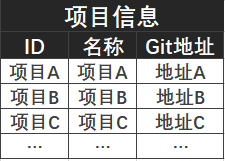 项目信息
ID 名称 Git地址
项目A 项目A 地址A
项目B 项目B 地址B
项目C 项目C 地址C
... ... ...